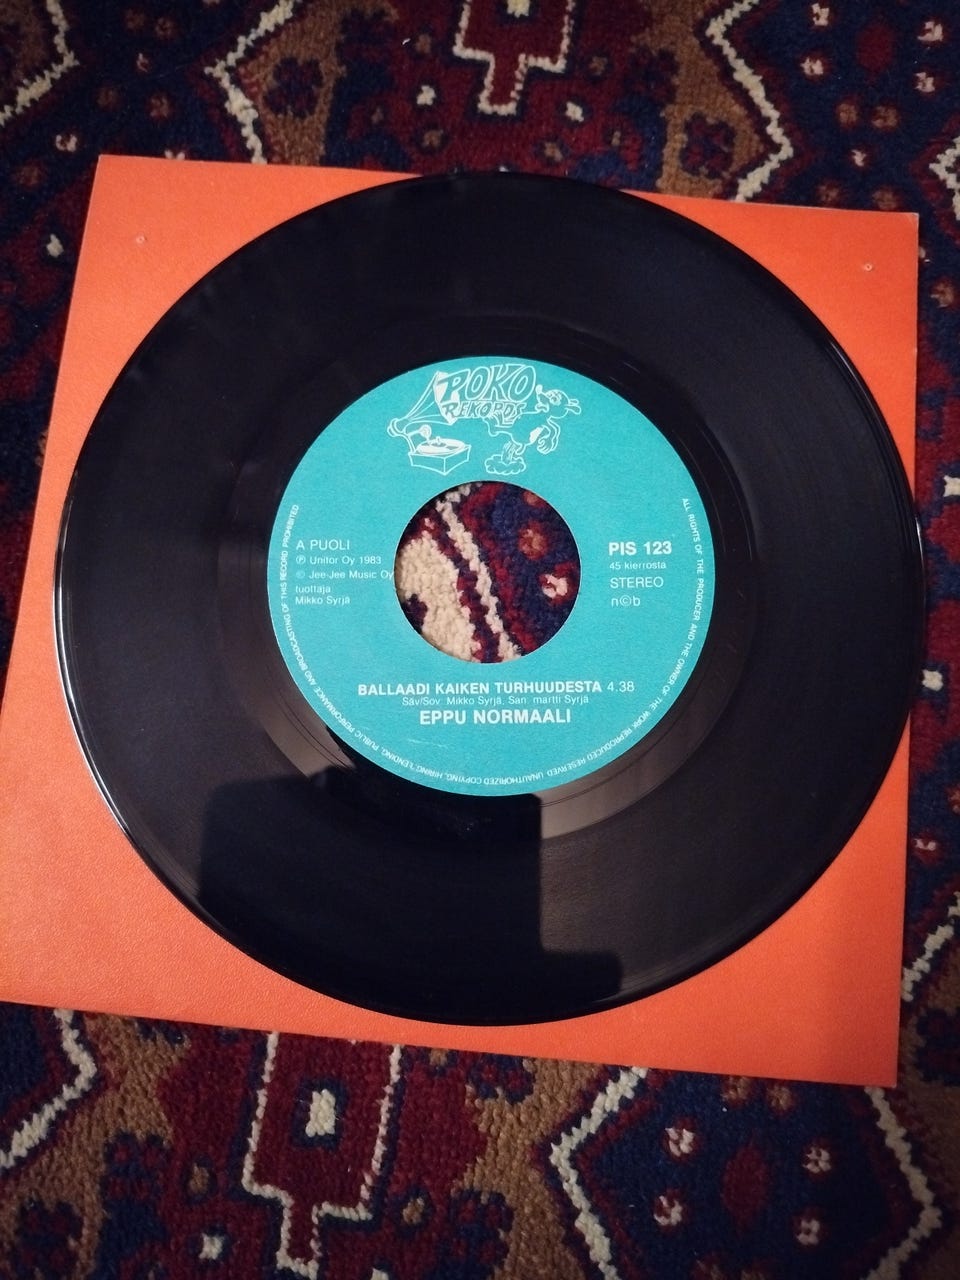 POKO
REKORDS
A PUOLI
℗ Unitor Oy 1983
© Jee-Jee Music Oy
tuottaja
Mikko Syrjä
PIS 123
45 kierrosta
STEREO
n©b
BALLAADI KAIKEN TURHUUDESTA 4.38
Säv/Sov: Mikko Syrjä, San: martti Syrjä
EPPU NORMAALI
ALL RIGHTS OF THE PRODUCER AND THE OWNER OF THE WORK REPRODUCED RESERVED UNAUTHORIZED COPYING, HIRING, LENDING, PUBLIC PERFORMANCE AND BROADCASTING OF THIS RECORD PROHIBITED